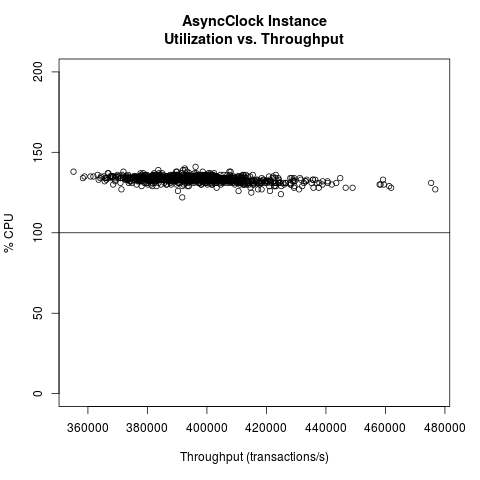 AsyncClock Instance
Utilization vs. Throughput
200
150
100
50
0
% CPU
360000 380000 400000 420000 440000 460000 480000
Throughput (transactions/s)